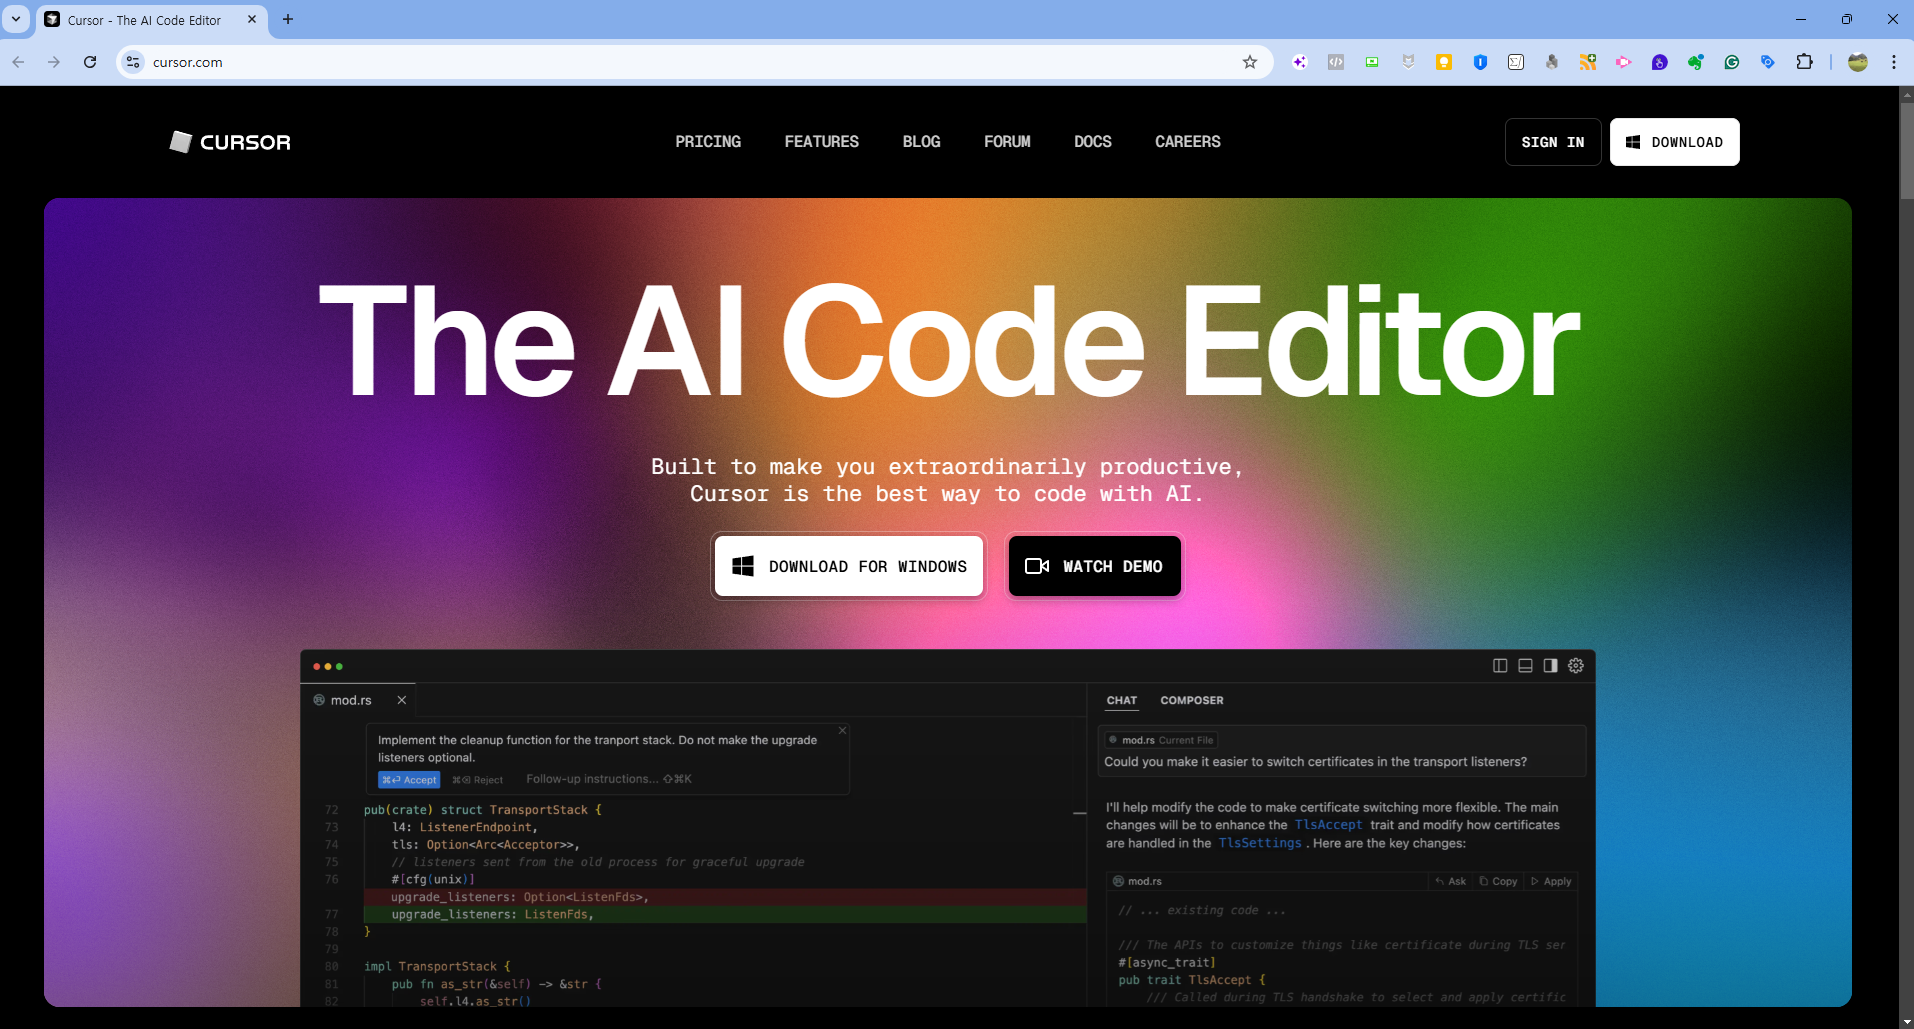 Cursor - The AI Code Editor
cursor.com
CURSOR
PRICING FEATURES BLOG FORUM DOCS CAREERS
SIGN IN DOWNLOAD
The AI Code Editor
Built to make you extraordinarily productive,
Cursor is the best way to code with AI.
DOWNLOAD FOR WINDOWS WATCH DEMO
mod.rs
Implement the cleanup function for the tranport stack. Do not make the upgrade
listeners optional.
Accept Reject Follow-up instructions... ⇧⌘K
72 pub(crate) struct TransportStack {
73 l4: ListenerEndpoint,
74 tls: Option<Arc<Acceptor>>,
75 // listeners sent from the old process for graceful upgrade
76 #[cfg(unix)]
upgrade_listeners: Option<ListenFds>,
77 upgrade_listeners: ListenFds,
78 }
79
80 impl TransportStack {
81 pub fn as_str(&self) -> &str {
82 self.l4.as_str()
CHAT COMPOSER
mod.rs Current File
Could you make it easier to switch certificates in the transport listeners?
I'll help modify the code to make certificate switching more flexible. The main
changes will be to enhance the TlsAccept trait and modify how certificates
are handled in the TlsSettings . Here are the key changes:
mod.rs Ask Copy Apply
// ... existing code ...
/// The APIs to customize things like certificate during TLS ser
#[async_trait]
pub trait TlsAccept {
/// Called during TLS handshake to select and apply certific